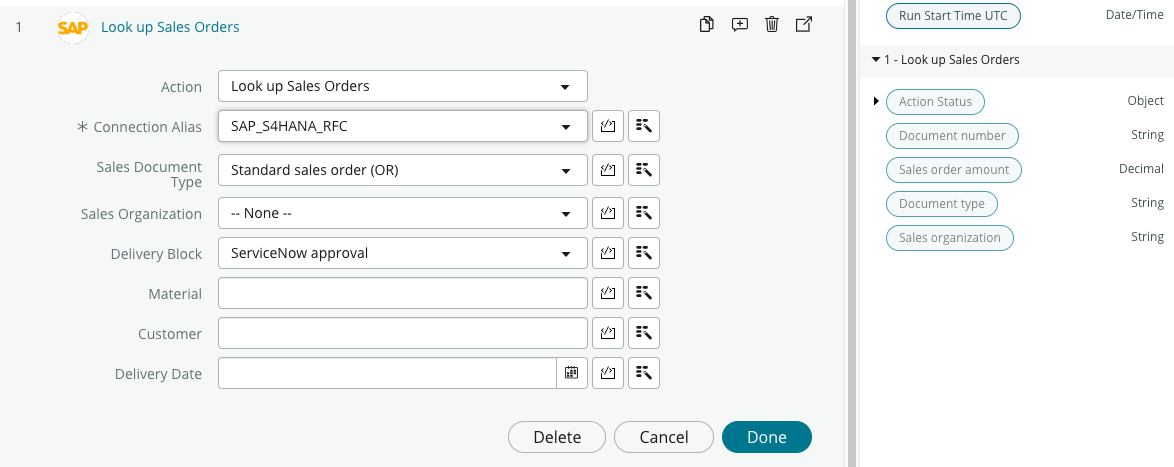 1 SAP Look up Sales Orders
Action Look up Sales Orders
* Connection Alias SAP_S4HANA_RFC
Sales Document Type Standard sales order (OR)
Sales Organization -- None --
Delivery Block ServiceNow approval
Material
Customer
Delivery Date
Delete Cancel Done
Run Start Time UTC Date/Time
1 - Look up Sales Orders
Action Status Object
Document number String
Sales order amount Decimal
Document type String
Sales organization String